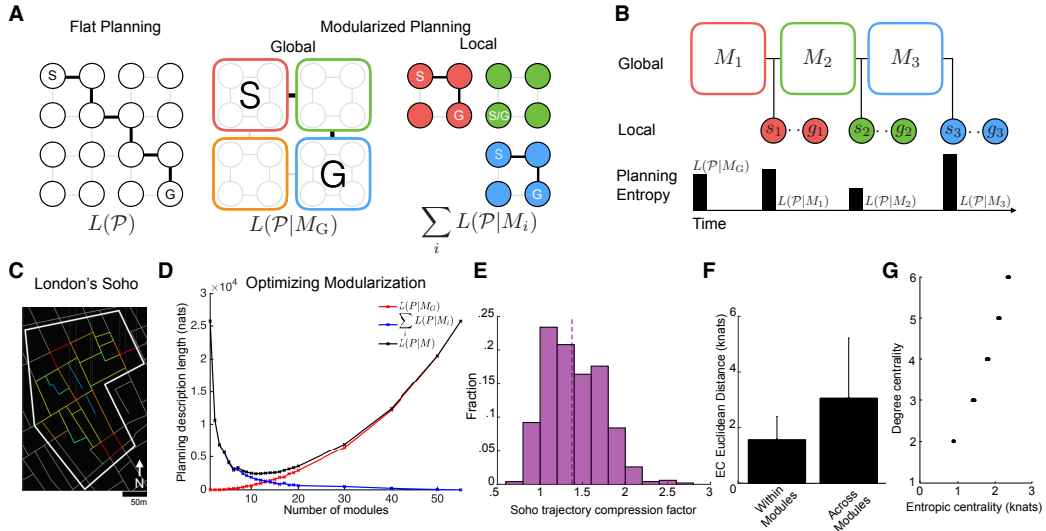 A
Flat Planning
Modularized Planning
Global
Local
S
G
S
G
S
G
S/G
S
G
L(P)
L(P|M_G)
∑_i L(P|M_i)
B
Global
M_1
M_2
M_3
Local
s_1 ·· g_1
s_2 ·· g_2
s_3 ·· g_3
Planning
Entropy
L(P|M_G)
L(P|M_1)
L(P|M_2)
L(P|M_3)
Time
C
London's Soho
N
50m
D
Optimizing Modularization
×10^4
Planning description length (nats)
3
2.5
2
1.5
1
0.5
0
10
20
30
40
50
Number of modules
L(P|M_G)
∑_i L(P|M_i)
L(P|M)
E
Fraction
.25
.2
.15
.1
.05
0
.5
1
1.5
2
2.5
3
Soho trajectory compression factor
F
EC Euclidean Distance (knats)
6
4
2
0
Within
Modules
Across
Modules
G
Degree centrality
6
5
4
3
2
1
0
1
2
3
Entropic centrality (knats)